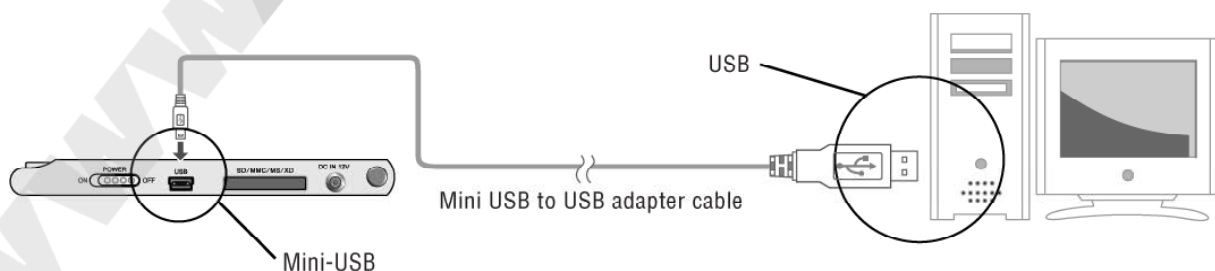 USB
POWER
ON OFF
USB
SD/MMC/MS/XD
DC IN 12V
Mini USB to USB adapter cable
Mini-USB